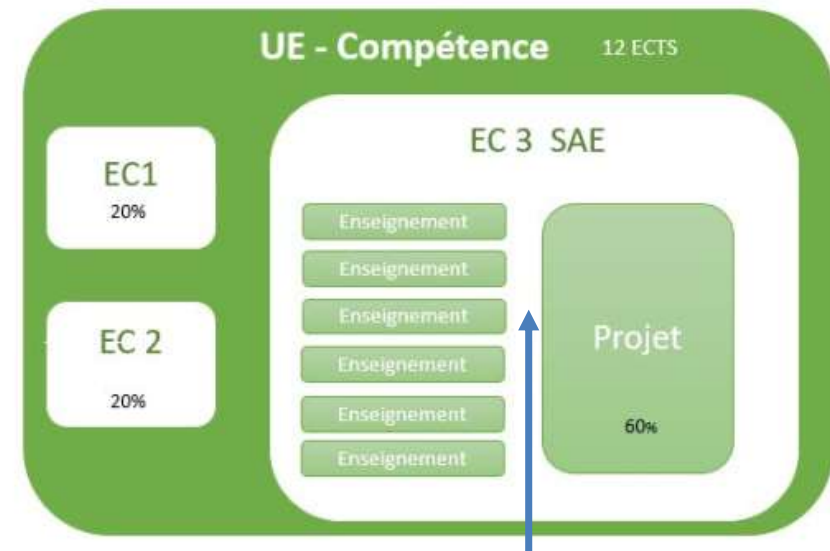 UE - Compétence 12 ECTS
EC1
20%
EC 2
20%
EC 3 SAE
Enseignement
Enseignement
Enseignement
Enseignement
Enseignement
Enseignement
Projet
60%